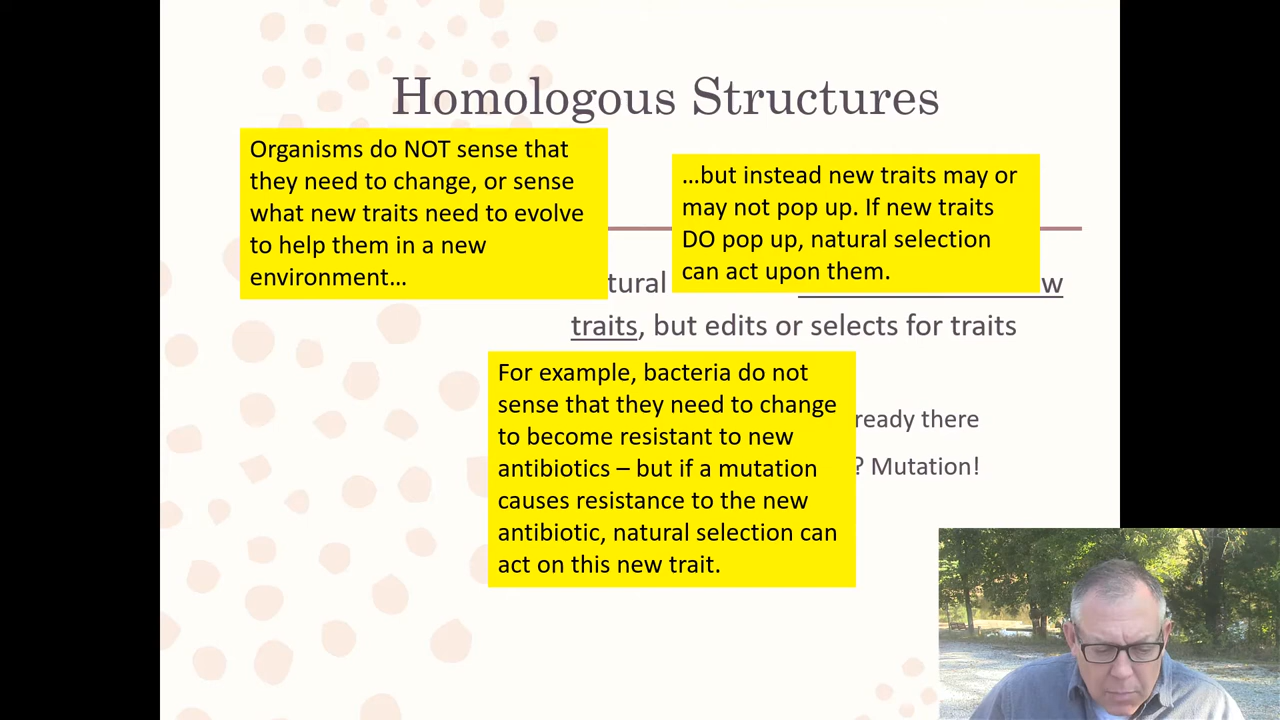 Homologous Structures
Organisms do NOT sense that
they need to change, or sense
what new traits need to evolve
to help them in a new
environment…
…but instead new traits may or
may not pop up. If new traits
DO pop up, natural selection
can act upon them.
tural
w
traits, but edits or selects for traits
For example, bacteria do not
sense that they need to change
to become resistant to new
antibiotics – but if a mutation
causes resistance to the new
antibiotic, natural selection can
act on this new trait.
ready there
? Mutation!